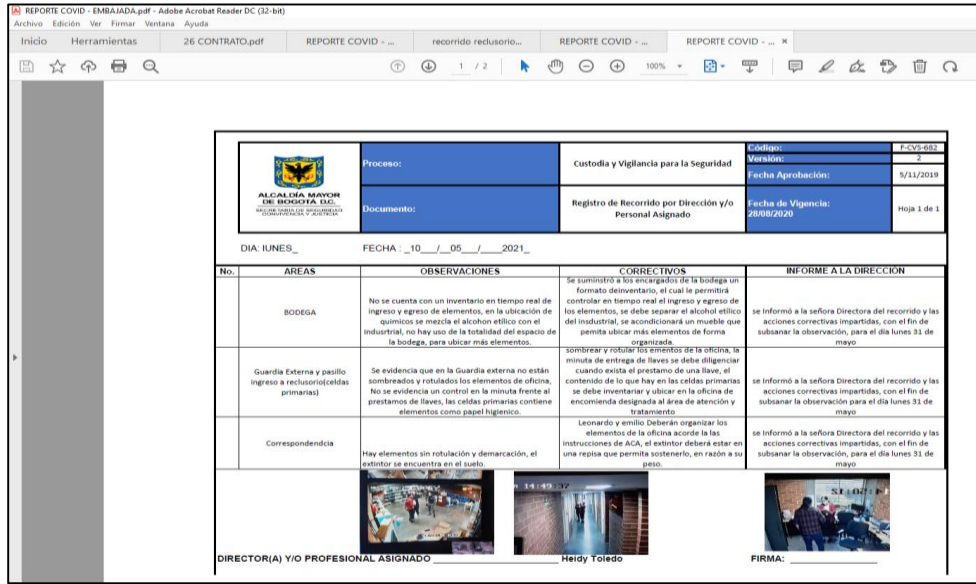 REPORTE COVID - EMBAJADA.pdf - Adobe Acrobat Reader DC (32-bit)
Archivo Edición Ver Firmar Ventana Ayuda
Inicio Herramientas 26 CONTRATO.pdf REPORTE COVID - ... recorrido reclusorio... REPORTE COVID - ... REPORTE COVID - ... ×
1 / 2 100%
ALCALDÍA MAYOR
DE BOGOTÁ D.C.
SECRETARÍA DE SEGURIDAD
CONVIVENCIA Y JUSTICIA
Proceso:
Custodia y Vigilancia para la Seguridad
Código: F-CVS-682
Versión: 2
Fecha Aprobación: 5/11/2019
Documento:
Registro de Recorrido por Dirección y/o
Personal Asignado
Fecha de Vigencia:
28/08/2020
Hoja 1 de 1
DIA: lUNES_ FECHA : _10___/_05___/____2021_
No. AREAS OBSERVACIONES CORRECTIVOS INFORME A LA DIRECCIÓN
BODEGA
No se cuenta con un inventario en tiempo real de
ingreso y egreso de elementos, en la ubicación de
quimicos se mezcla el alcohon etílico con el
indusrtrial, no hay uso de la totalidad del espacio de
la bodega, para ubicar más elementos.
Se suministró a los encargados de la bodega un
formato deinventario, el cual le permitirá
controlar en tiempo real el ingreso y egreso de
los elementos, se debe separar el alcohol etílico
del insdustrial, se acondicionará un mueble que
permita ubicar más elementos de forma
organizada.
se Informó a la señora Directora del recorrido y las
acciones correctivas impartidas, con el fin de
subsanar la observación, para el día lunes 31 de
mayo
Guardia Externa y pasillo
ingreso a reclusorio(celdas
primarias)
Se evidencia que en la Guardia externa no están
sombreados y rotulados los elementos de oficina,
No se evidencia un control en la minuta frente al
prestamos de llaves, las celdas primarias contiene
elementos como papel higienico.
sombrear y rotular los ementos de la oficina, la
minuta de entrega de llaves se debe diligenciar
cuando exista el prestamo de una llave, el
contenido de lo que hay en las celdas primarias
se debe inventariar y ubicar en la oficina de
encomienda designada al área de atención y
tratamiento
se Informó a la señora Directora del recorrido y las
acciones correctivas impartidas, con el fin de
subsanar la observación, para el día lunes 31 de
mayo
Correspondendcia
Hay elementos sin rotulación y demarcación, el
extintor se encuentra en el suelo.
Leonardo y emilio Deberán organizar los
elementos de la oficina acorde la las
instrucciones de ACA, el extintor deberá estar en
una repisa que permita sostenerlo, en razón a su
peso.
se Informó a la señora Directora del recorrido y las
acciones correctivas impartidas, con el fin de
subsanar la observación, para el día lunes 31 de
mayo
14:49:37
DIRECTOR(A) Y/O PROFESIONAL ASIGNADO Heidy Toledo FIRMA: